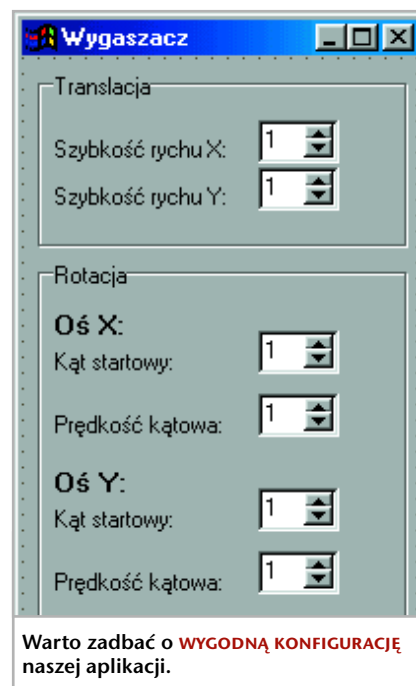 Wygaszacz
Translacja
Szybkość rychu X: 1
Szybkość rychu Y: 1
Rotacja
Oś X:
Kąt startowy: 1
Prędkość kątowa: 1
Oś Y:
Kąt startowy: 1
Prędkość kątowa: 1
Warto zadbać o WYGODNĄ KONFIGURACJĘ
naszej aplikacji.